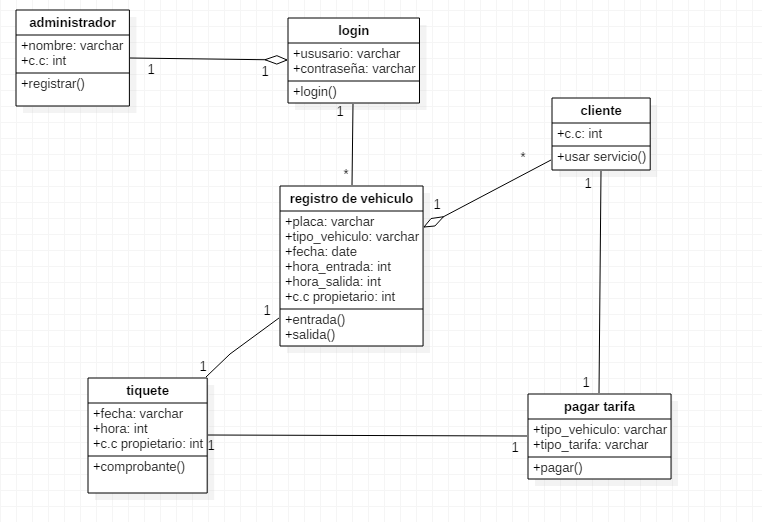 administrador
+nombre: varchar
+c.c: int
+registrar()
1
1
login
+ususario: varchar
+contraseña: varchar
+login()
1
*
cliente
+c.c: int
+usar servicio()
*
1
1
registro de vehiculo
+placa: varchar
+tipo_vehiculo: varchar
+fecha: date
+hora_entrada: int
+hora_salida: int
+c.c propietario: int
+entrada()
+salida()
1
1
1
tiquete
+fecha: varchar
+hora: int
+c.c propietario: int
+comprobante()
1
1
pagar tarifa
+tipo_vehiculo: varchar
+tipo_tarifa: varchar
+pagar()